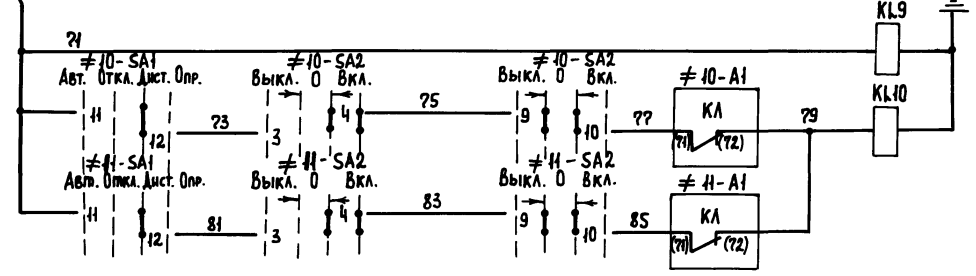 KL9
71
≠10-SA1
Авт. Откл. Дист. Опр.
≠10-SA2
Выкл. 0 Вкл.
≠10-SA2
Выкл. 0 Вкл.
≠10-A1
KL10
11
12
73
3
4
75
9
10
77
КЛ
(71) (72)
79
≠11-SA1
Авт. Откл. Дист. Опр.
≠11-SA2
Выкл. 0 Вкл.
≠11-SA2
Выкл. 0 Вкл.
≠11-A1
11
12
81
3
4
83
9
10
85
КЛ
(71) (72)